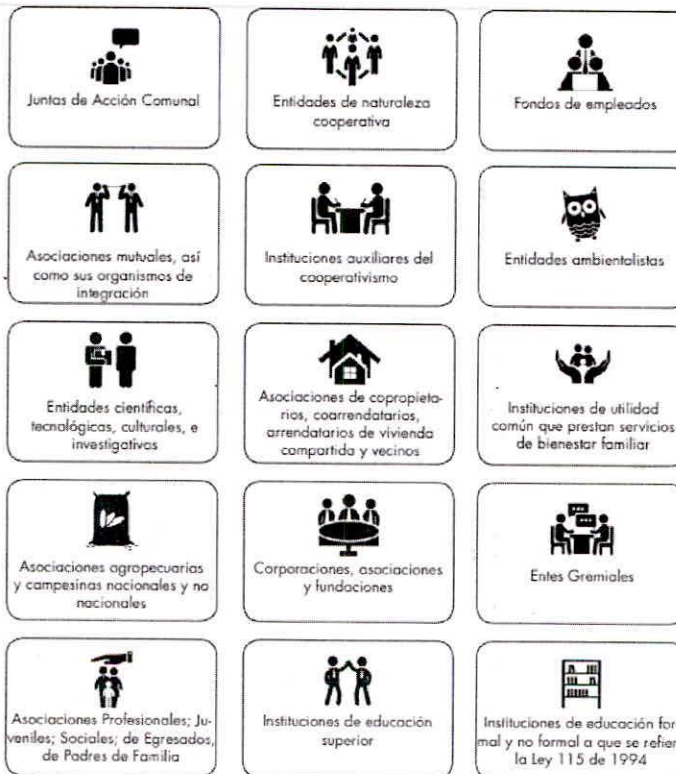 Juntas de Acción Comunal
Entidades de naturaleza
cooperativa
Fondos de empleados
Asociaciones mutuales, así
como sus organismos de
integración
Instituciones auxiliares del
cooperativismo
Entidades ambientalistas
Entidades científicas,
tecnológicas, culturales, e
investigativos
Asociaciones de copropieta-
rios, coarrendatarios,
arrendatarios de vivienda
compartida y vecinos
Instituciones de utilidad
común que prestan servicios
de bienestar familiar
Asociaciones agropecuarias
y campesinas nacionales y no
nacionales
Corporaciones, asociaciones
y fundaciones
Entes Gremiales
Asociaciones Profesionales; Ju-
veniles; Sociales; de Egresados,
de Padres de Familia
Instituciones de educación
superior
Instituciones de educación for-
mal y no formal a que se refier
la Ley 115 de 1994